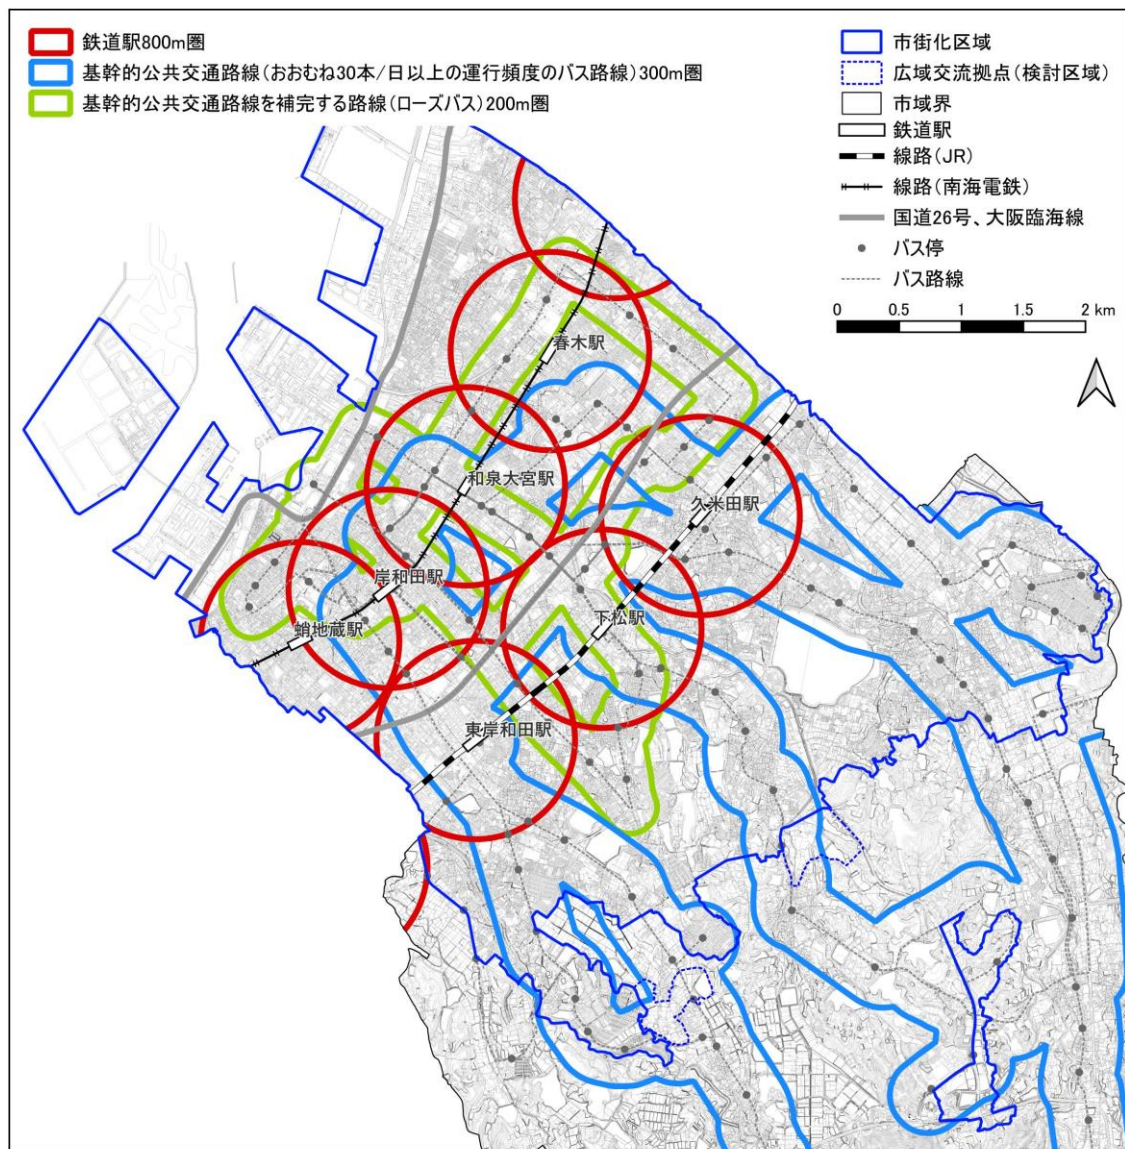 鉄道駅800m圏
基幹的公共交通路線(おおむね30本/日以上の運行頻度のバス路線)300m圏
基幹的公共交通路線を補完する路線(ローズバス)200m圏
市街化区域
広域交流拠点(検討区域)
市域界
鉄道駅
線路(JR)
線路(南海電鉄)
国道26号、大阪臨海線
バス停
バス路線
0 0.5 1 1.5 2 km
春木駅
和泉大宮駅
久米田駅
岸和田駅
下松駅
蛸地蔵駅
東岸和田駅